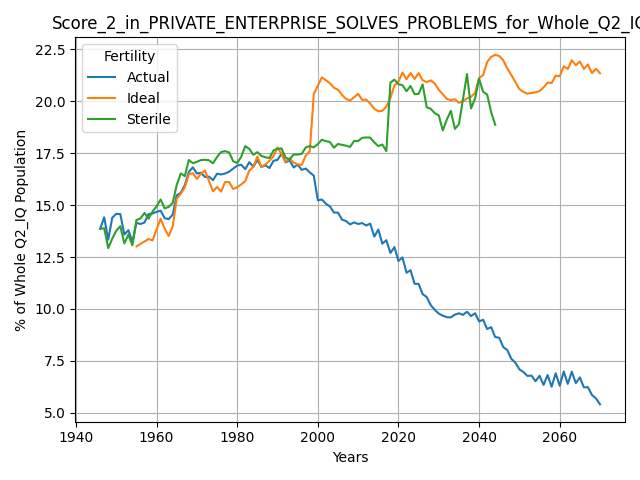 Score_2_in_PRIVATE_ENTERPRISE_SOLVES_PROBLEMS_for_Whole_Q2_IQ
Fertility
Actual
Ideal
Sterile
% of Whole Q2_IQ Population
22.5
20.0
17.5
15.0
12.5
10.0
7.5
5.0
1940 1960 1980 2000 2020 2040 2060
Years